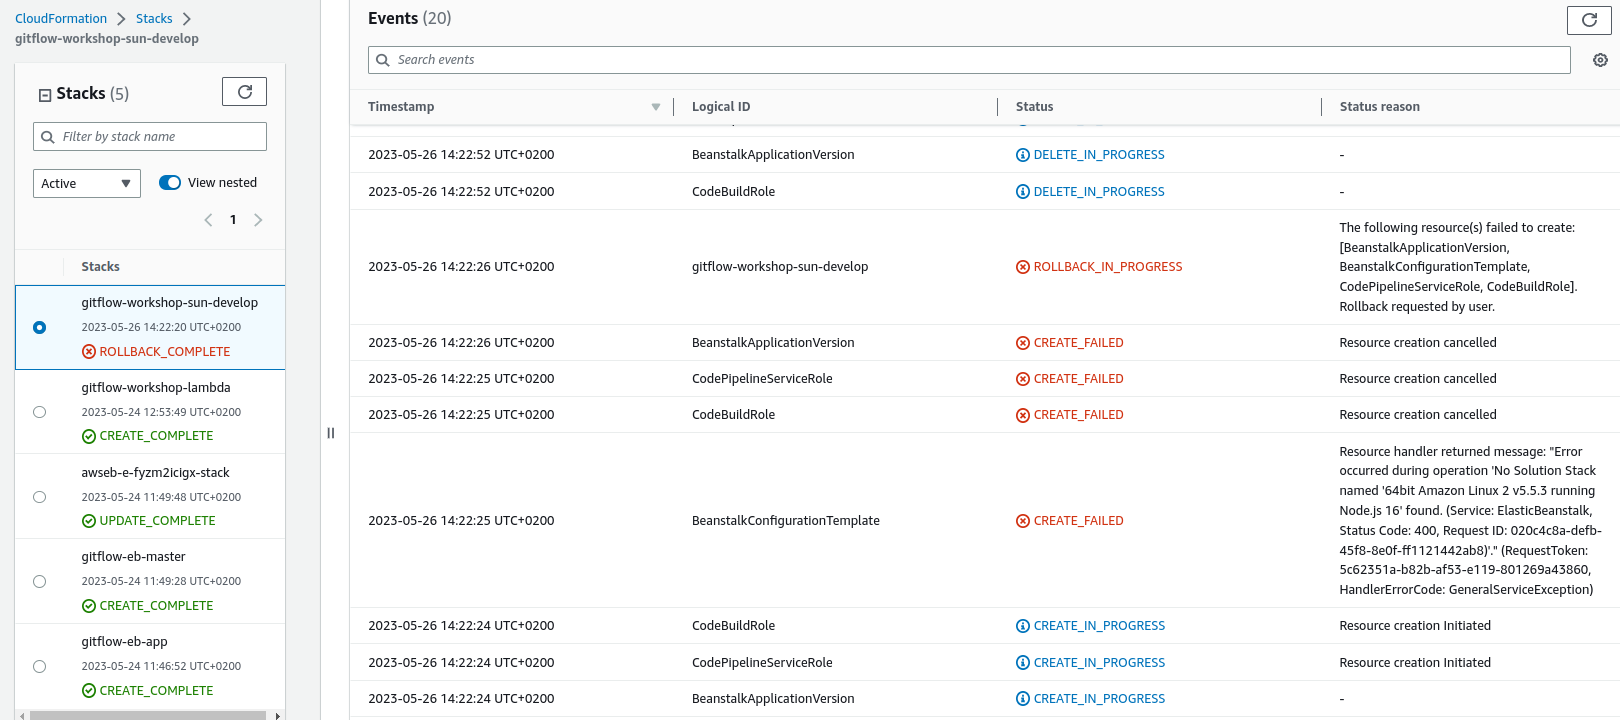 CloudFormation
Stacks
gitflow-workshop-sun-develop
Stacks (5)
Filter by stack name
Active
View nested
1
Stacks
gitflow-workshop-sun-develop
2023-05-26 14:22:20 UTC+0200
ROLLBACK_COMPLETE
gitflow-workshop-lambda
2023-05-24 12:53:49 UTC+0200
CREATE_COMPLETE
awseb-e-fyzm2icigx-stack
2023-05-24 11:49:48 UTC+0200
UPDATE_COMPLETE
gitflow-eb-master
2023-05-24 11:49:28 UTC+0200
CREATE_COMPLETE
gitflow-eb-app
2023-05-24 11:46:52 UTC+0200
CREATE_COMPLETE
Events (20)
Search events
Timestamp Logical ID Status Status reason
2023-05-26 14:22:52 UTC+0200 BeanstalkApplicationVersion DELETE_IN_PROGRESS -
2023-05-26 14:22:52 UTC+0200 CodeBuildRole DELETE_IN_PROGRESS -
2023-05-26 14:22:26 UTC+0200 gitflow-workshop-sun-develop ROLLBACK_IN_PROGRESS
The following resource(s) failed to create:
[BeanstalkApplicationVersion,
BeanstalkConfigurationTemplate,
CodePipelineServiceRole, CodeBuildRole].
Rollback requested by user.
2023-05-26 14:22:26 UTC+0200 BeanstalkApplicationVersion CREATE_FAILED Resource creation cancelled
2023-05-26 14:22:25 UTC+0200 CodePipelineServiceRole CREATE_FAILED Resource creation cancelled
2023-05-26 14:22:25 UTC+0200 CodeBuildRole CREATE_FAILED Resource creation cancelled
2023-05-26 14:22:25 UTC+0200 BeanstalkConfigurationTemplate CREATE_FAILED
Resource handler returned message: "Error
occurred during operation 'No Solution Stack
named '64bit Amazon Linux 2 v5.5.3 running
Node.js 16' found. (Service: ElasticBeanstalk,
Status Code: 400, Request ID: 020c4c8a-defb-
45f8-8e0f-ff1121442ab8)'." (RequestToken:
5c62351a-b82b-af53-e119-801269a43860,
HandlerErrorCode: GeneralServiceException)
2023-05-26 14:22:24 UTC+0200 CodeBuildRole CREATE_IN_PROGRESS Resource creation Initiated
2023-05-26 14:22:24 UTC+0200 CodePipelineServiceRole CREATE_IN_PROGRESS Resource creation Initiated
2023-05-26 14:22:24 UTC+0200 BeanstalkApplicationVersion CREATE_IN_PROGRESS -